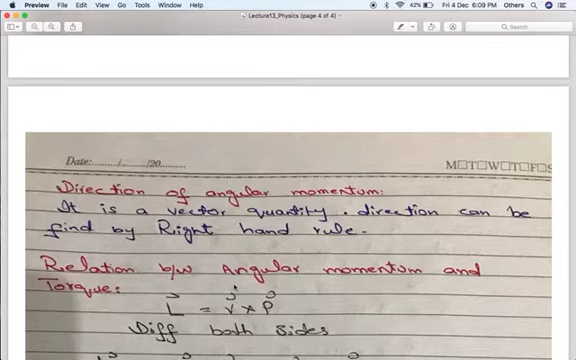 Preview File Edit View Go Tools Window Help 42% Fri 4 Dec 6:09 PM Others
Lecture13_Physics (page 4 of 4)
Search
Date: ....../....../20..........
M☐T☐W☐T☐F☐S
Direction of angular momentum:
It is a vector quantity. direction can be
find by Right hand rule.
Relation b/w Angular momentum and
Torque:
L = r × P
Diff both sides